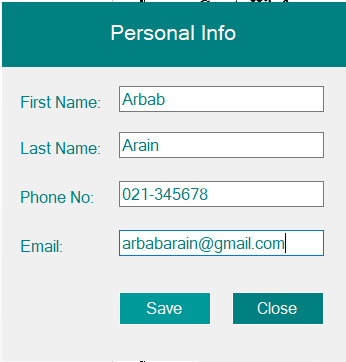 Personal Info
First Name: Arbab
Last Name: Arain
Phone No: 021-345678
Email: arbabarain@gmail.com
Save Close